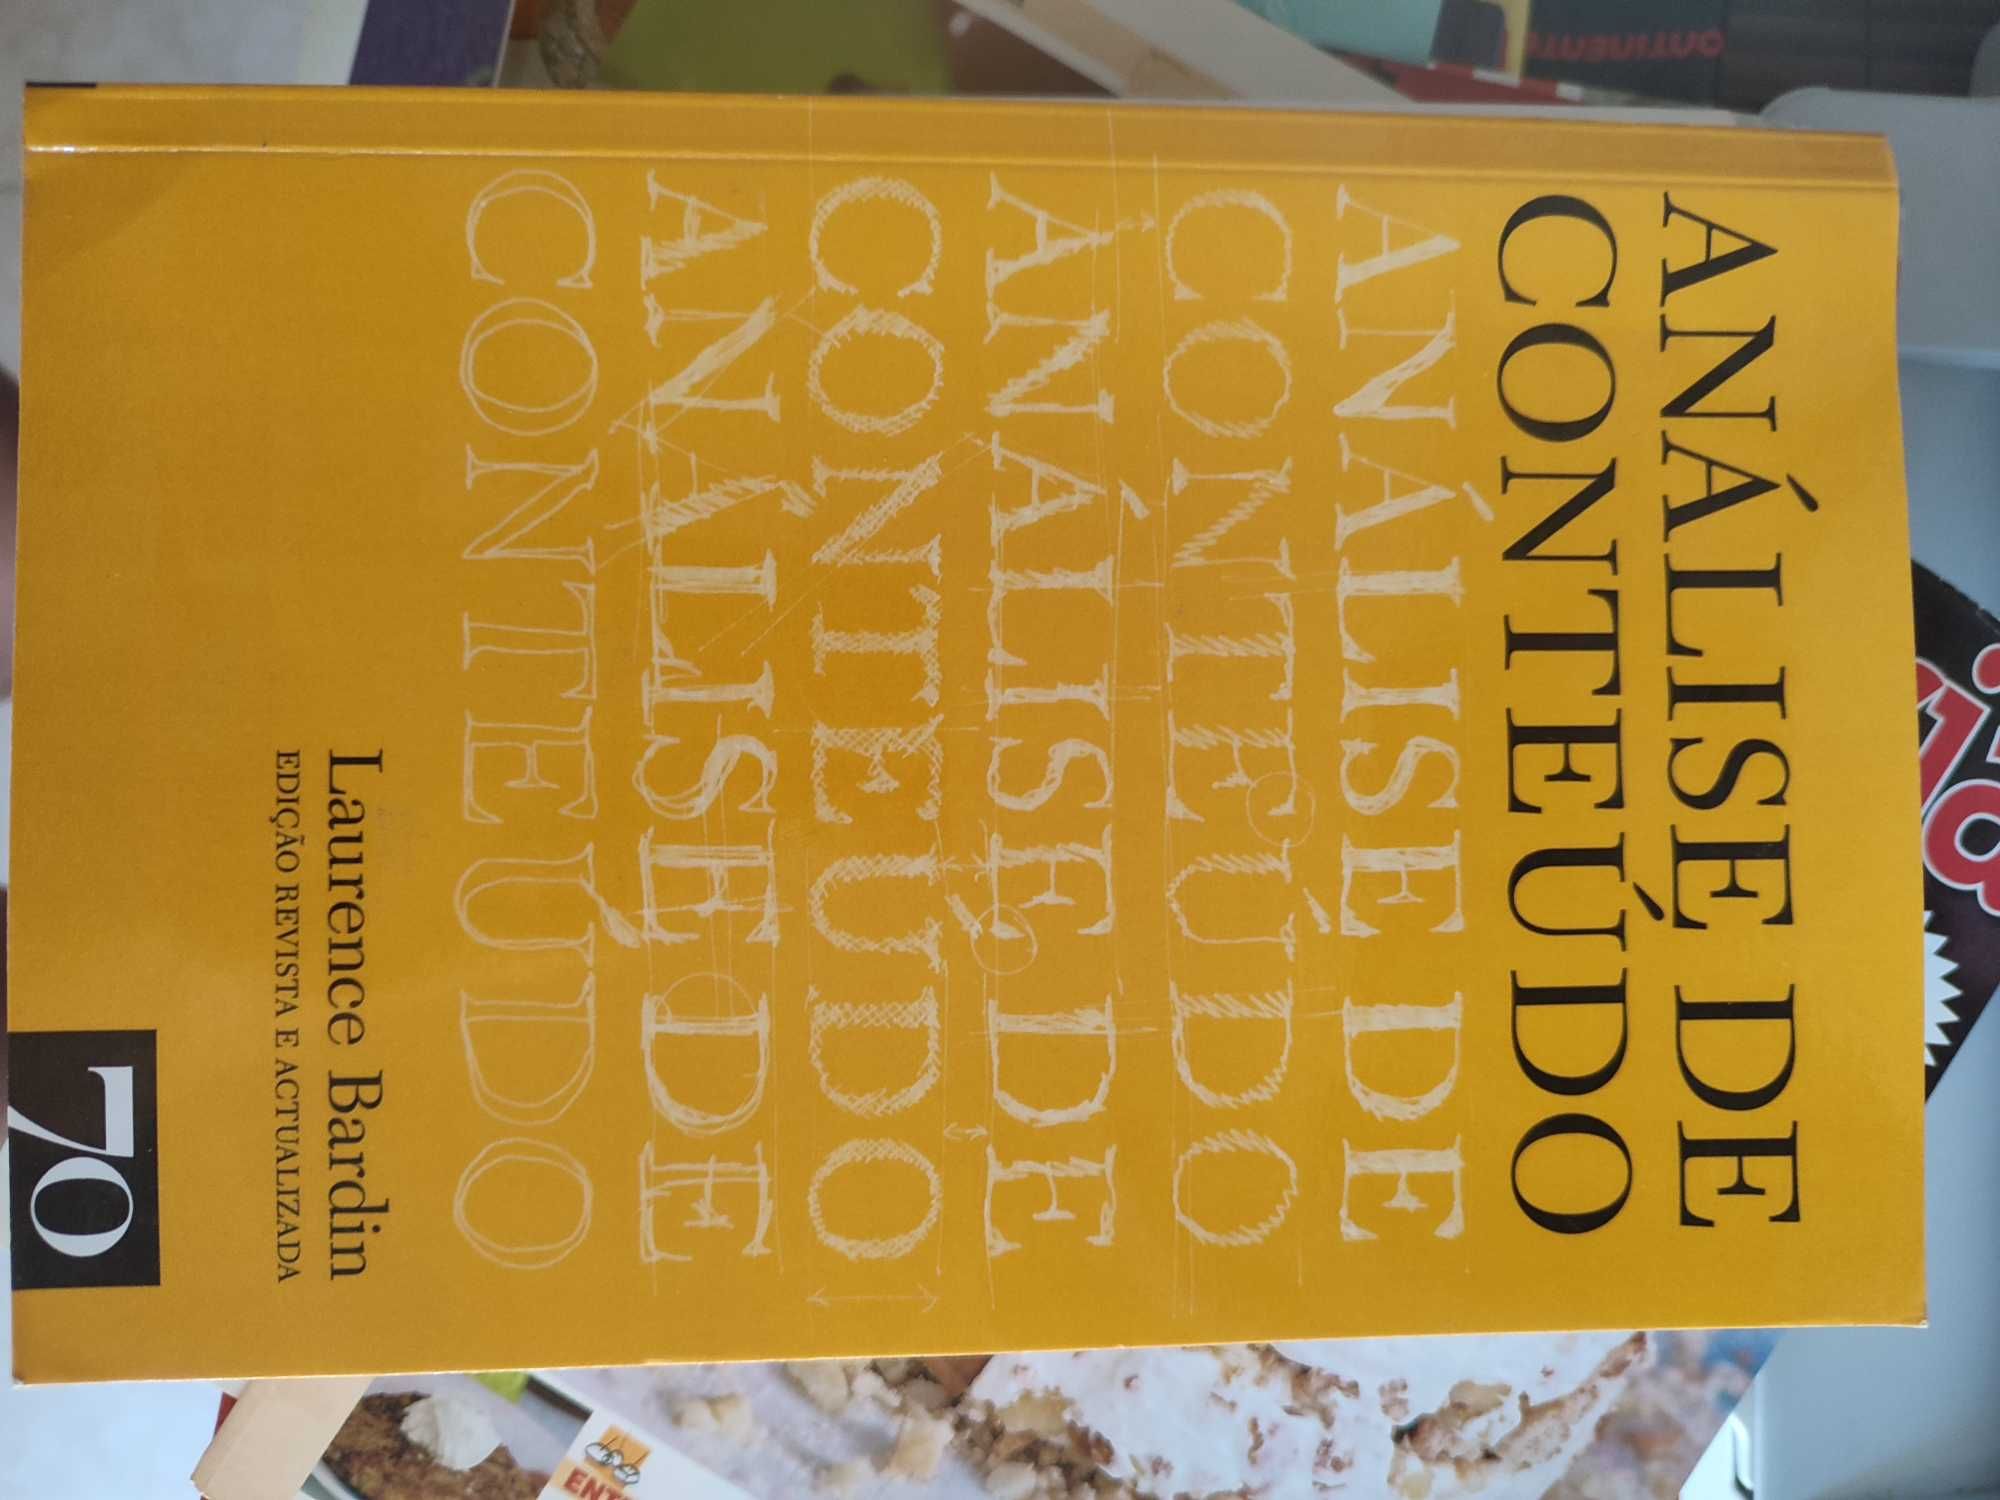 ANÁLISE DE
CONTEÚDO
ANÁLISE DE
CONTEÚDO
ANÁLISE DE
CONTEÚDO
ANÁLISE DE
CONTEÚDO
Laurence Bardin
EDIÇÃO REVISTA E ACTUALIZADA
70